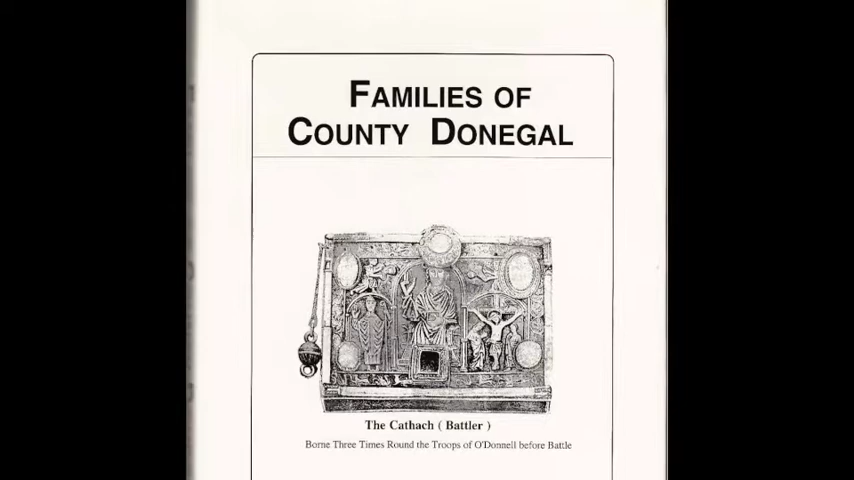 FAMILIES OF
COUNTY DONEGAL
The Cathach ( Battler )
Borne Three Times Round the Troops of O'Donnell before Battle